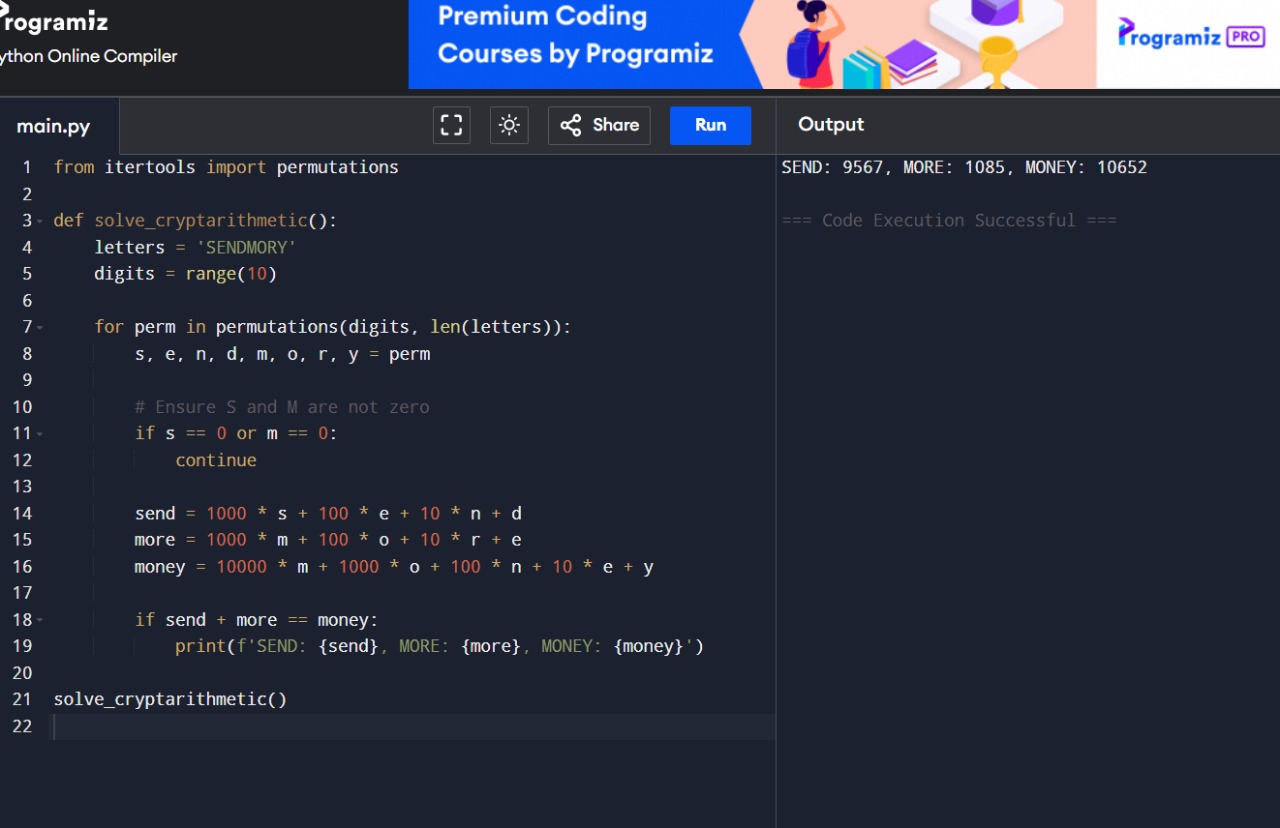 Programiz
ython Online Compiler
Premium Coding
Courses by Programiz
Programiz PRO
main.py
Share
Run
Output
1 from itertools import permutations
2
3 def solve_cryptarithmetic():
4 letters = 'SENDMORY'
5 digits = range(10)
6
7 for perm in permutations(digits, len(letters)):
8 s, e, n, d, m, o, r, y = perm
9
10 # Ensure S and M are not zero
11 if s == 0 or m == 0:
12 continue
13
14 send = 1000 * s + 100 * e + 10 * n + d
15 more = 1000 * m + 100 * o + 10 * r + e
16 money = 10000 * m + 1000 * o + 100 * n + 10 * e + y
17
18 if send + more == money:
19 print(f'SEND: {send}, MORE: {more}, MONEY: {money}')
20
21 solve_cryptarithmetic()
22
SEND: 9567, MORE: 1085, MONEY: 10652
=== Code Execution Successful ===